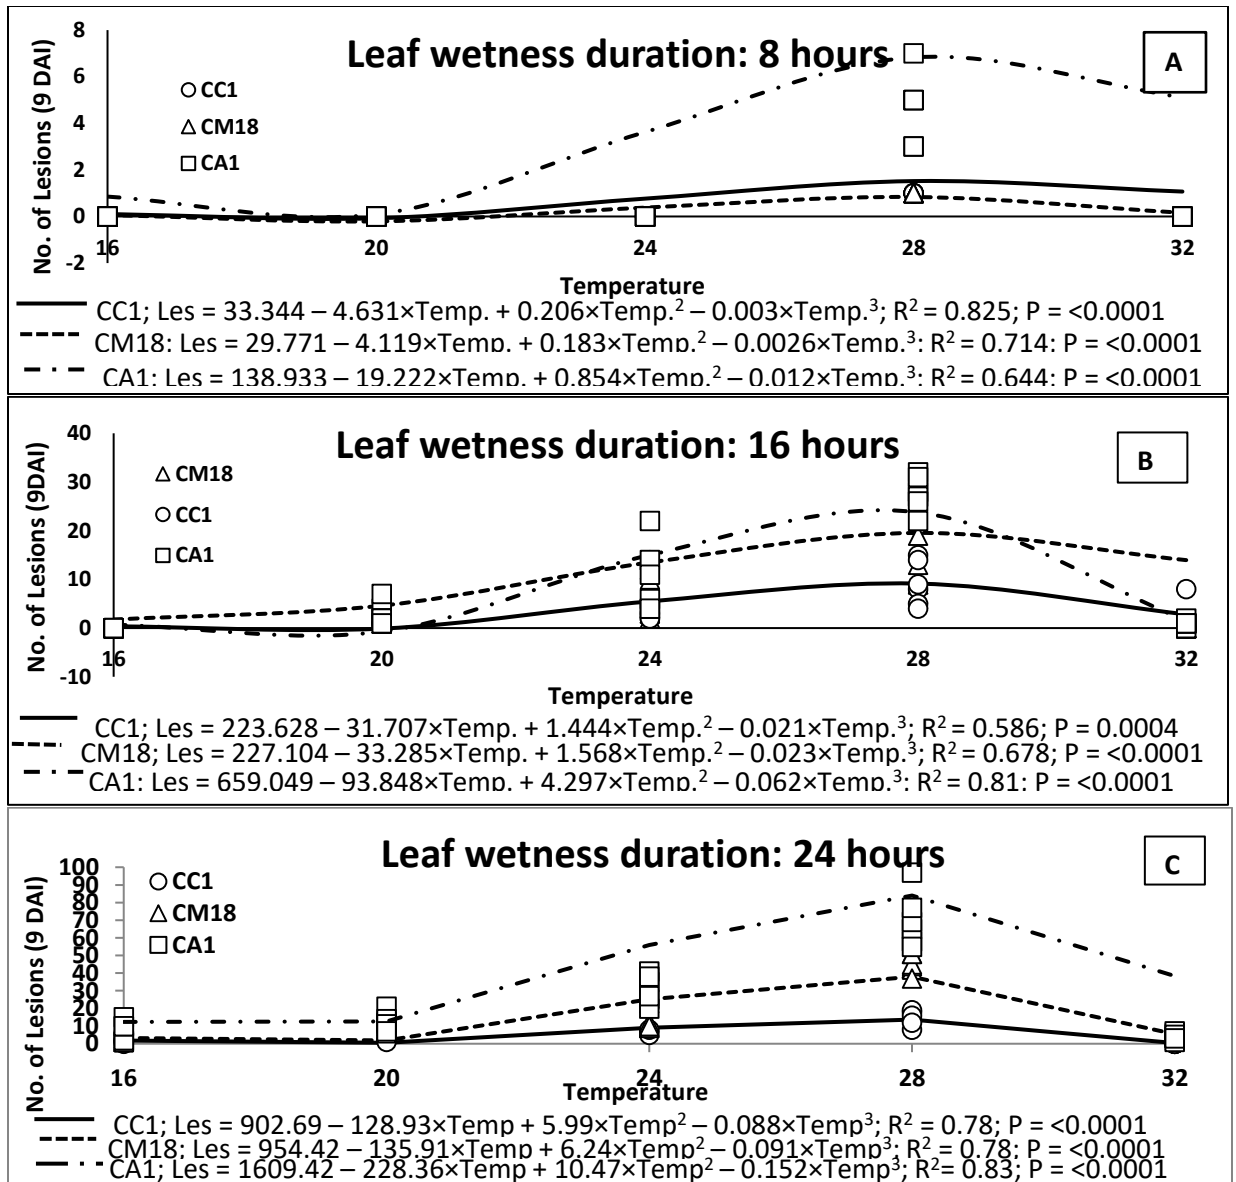 Leaf wetness duration: 8 hours
A
No. of Lesions (9 DAI)
8
6
4
2
0
-2
CC1
CM18
CA1
16 20 24 28 32
Temperature
CC1; Les = 33.344 – 4.631×Temp. + 0.206×Temp.² – 0.003×Temp.³; R² = 0.825; P = <0.0001
CM18: Les = 29.771 – 4.119×Temp. + 0.183×Temp.² – 0.0026×Temp.³: R² = 0.714: P = <0.0001
CA1: Les = 138.933 – 19.222×Temp. + 0.854×Temp.² – 0.012×Temp.³: R² = 0.644: P = <0.0001
Leaf wetness duration: 16 hours
B
No. of Lesions (9DAI)
40
30
20
10
0
-10
CM18
CC1
CA1
16 20 24 28 32
Temperature
CC1; Les = 223.628 – 31.707×Temp. + 1.444×Temp.² – 0.021×Temp.³; R² = 0.586; P = 0.0004
CM18; Les = 227.104 – 33.285×Temp. + 1.568×Temp.² – 0.023×Temp.³; R² = 0.678; P = <0.0001
CA1: Les = 659.049 – 93.848×Temp. + 4.297×Temp.² – 0.062×Temp.³: R² = 0.81: P = <0.0001
Leaf wetness duration: 24 hours
C
No. of Lesions (9 DAI)
100
90
80
70
60
50
40
30
20
10
0
CC1
CM18
CA1
16 20 24 28 32
Temperature
CC1; Les = 902.69 – 128.93×Temp + 5.99×Temp² – 0.088×Temp³; R² = 0.78; P = <0.0001
CM18; Les = 954.42 – 135.91×Temp + 6.24×Temp² – 0.091×Temp³; R² = 0.78; P = <0.0001
CA1; Les = 1609.42 – 228.36×Temp + 10.47×Temp² – 0.152×Temp³; R²= 0.83; P = <0.0001